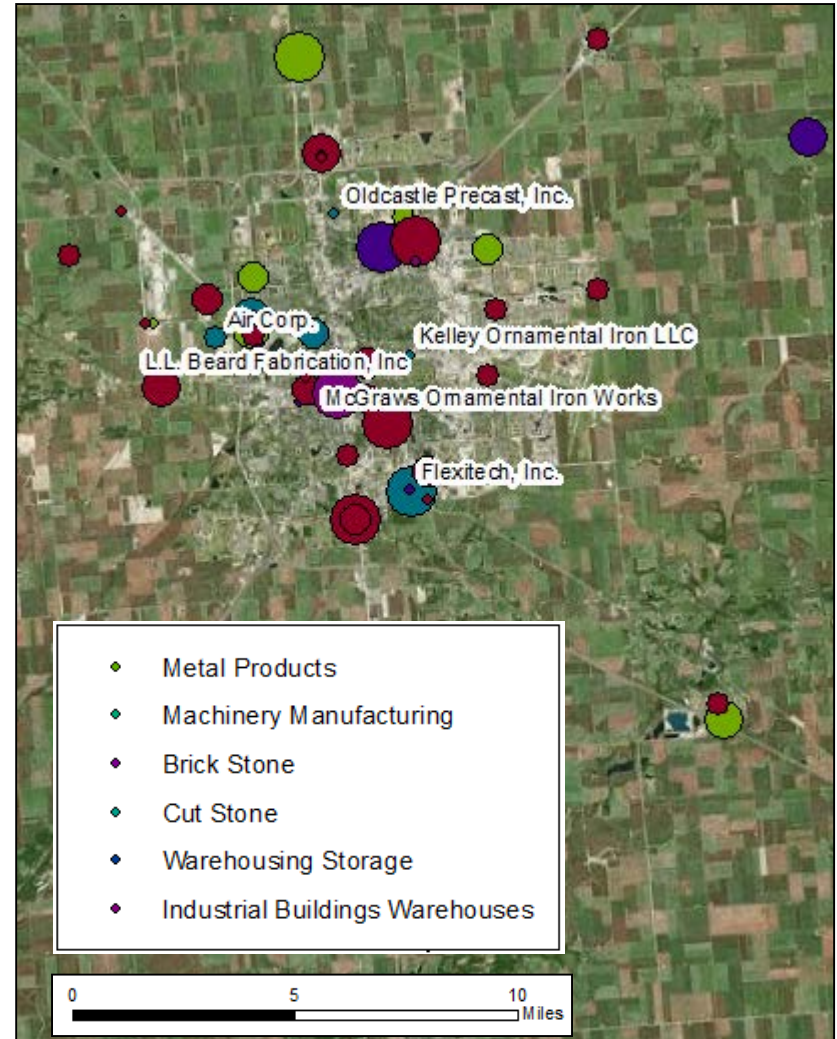 Oldcastle Precast, Inc.
Air Corp.
Kelley Ornamental Iron LLC
L.L. Beard Fabrication, Inc
McGraws Ornamental Iron Works
Flexitech, Inc.
Metal Products
Machinery Manufacturing
Brick Stone
Cut Stone
Warehousing Storage
Industrial Buildings Warehouses
0 5 10
Miles